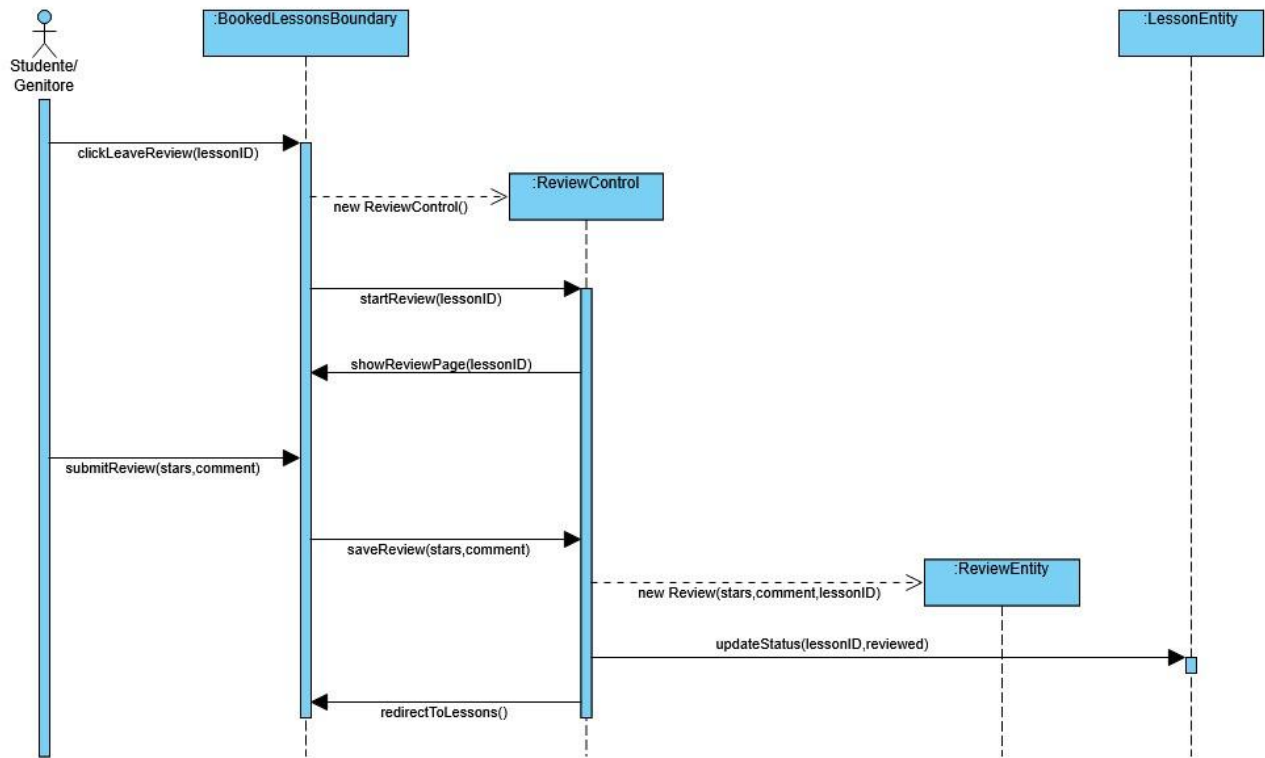 :BookedLessonsBoundary
:LessonEntity
Studente/
Genitore
clickLeaveReview(lessonID)
:ReviewControl
new ReviewControl()
startReview(lessonID)
showReviewPage(lessonID)
submitReview(stars,comment)
saveReview(stars,comment)
:ReviewEntity
new Review(stars,comment,lessonID)
updateStatus(lessonID,reviewed)
redirectToLessons()